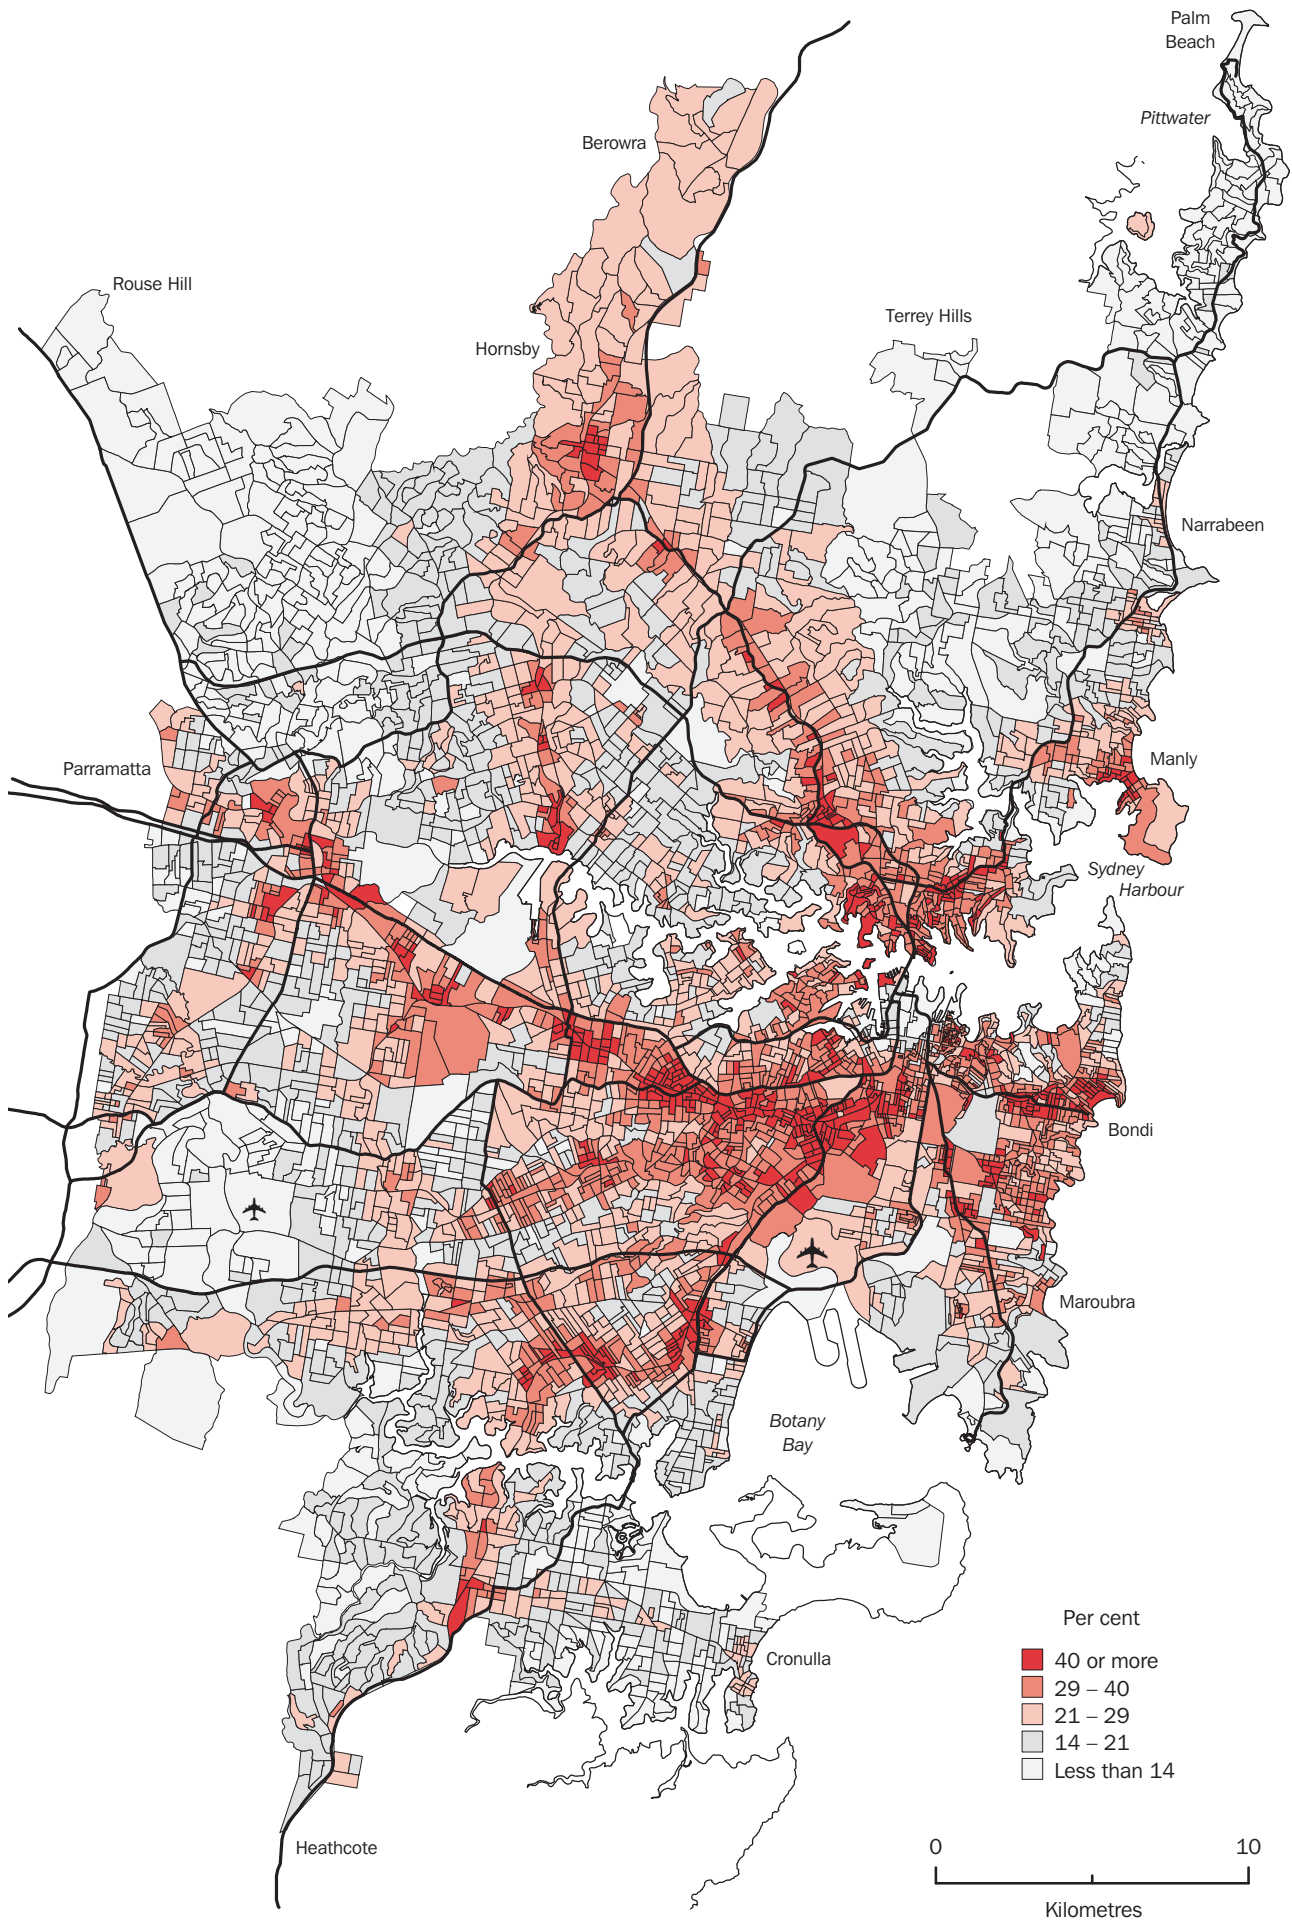 Palm
Beach
Pittwater
Berowra
Rouse Hill
Terrey Hills
Hornsby
Narrabeen
Manly
Parramatta
Sydney
Harbour
Bondi
Maroubra
Botany
Bay
Cronulla
Heathcote
Per cent
40 or more
29 – 40
21 – 29
14 – 21
Less than 14
0 10
Kilometres